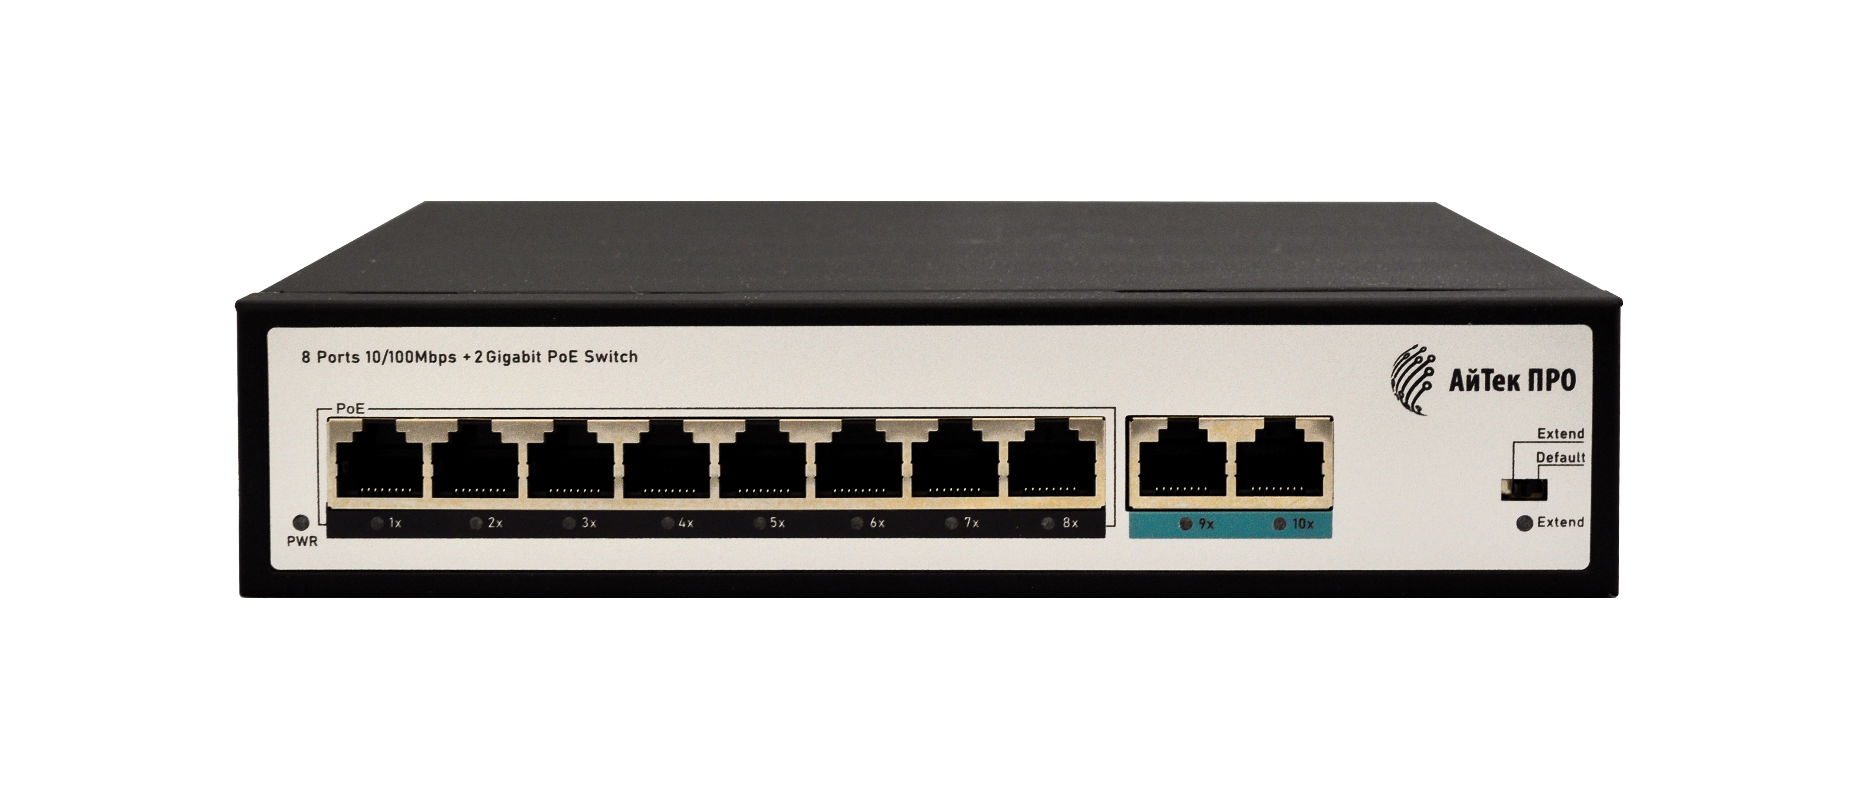 8 Ports 10/100Mbps + 2 Gigabit PoE Switch
АйТек ПРО
PoE
Extend
Default
1x 2x 3x 4x 5x 6x 7x 8x 9x 10x
Extend
PWR